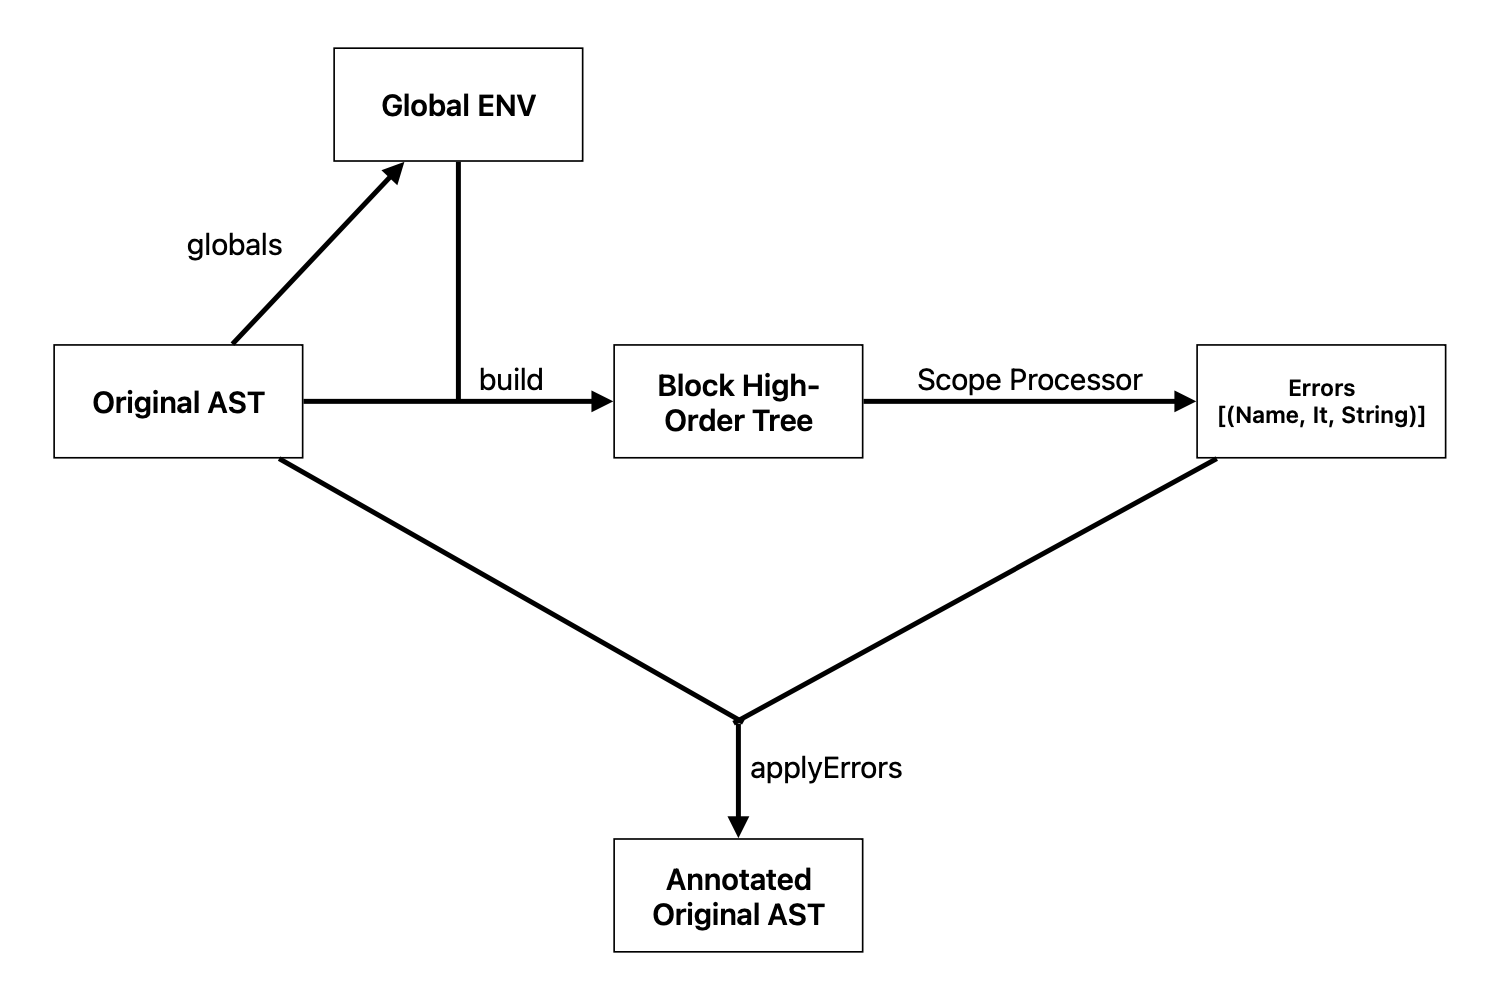 Global ENV
globals
Original AST
build
Block High-
Order Tree
Scope Processor
Errors
[(Name, It, String)]
applyErrors
Annotated
Original AST